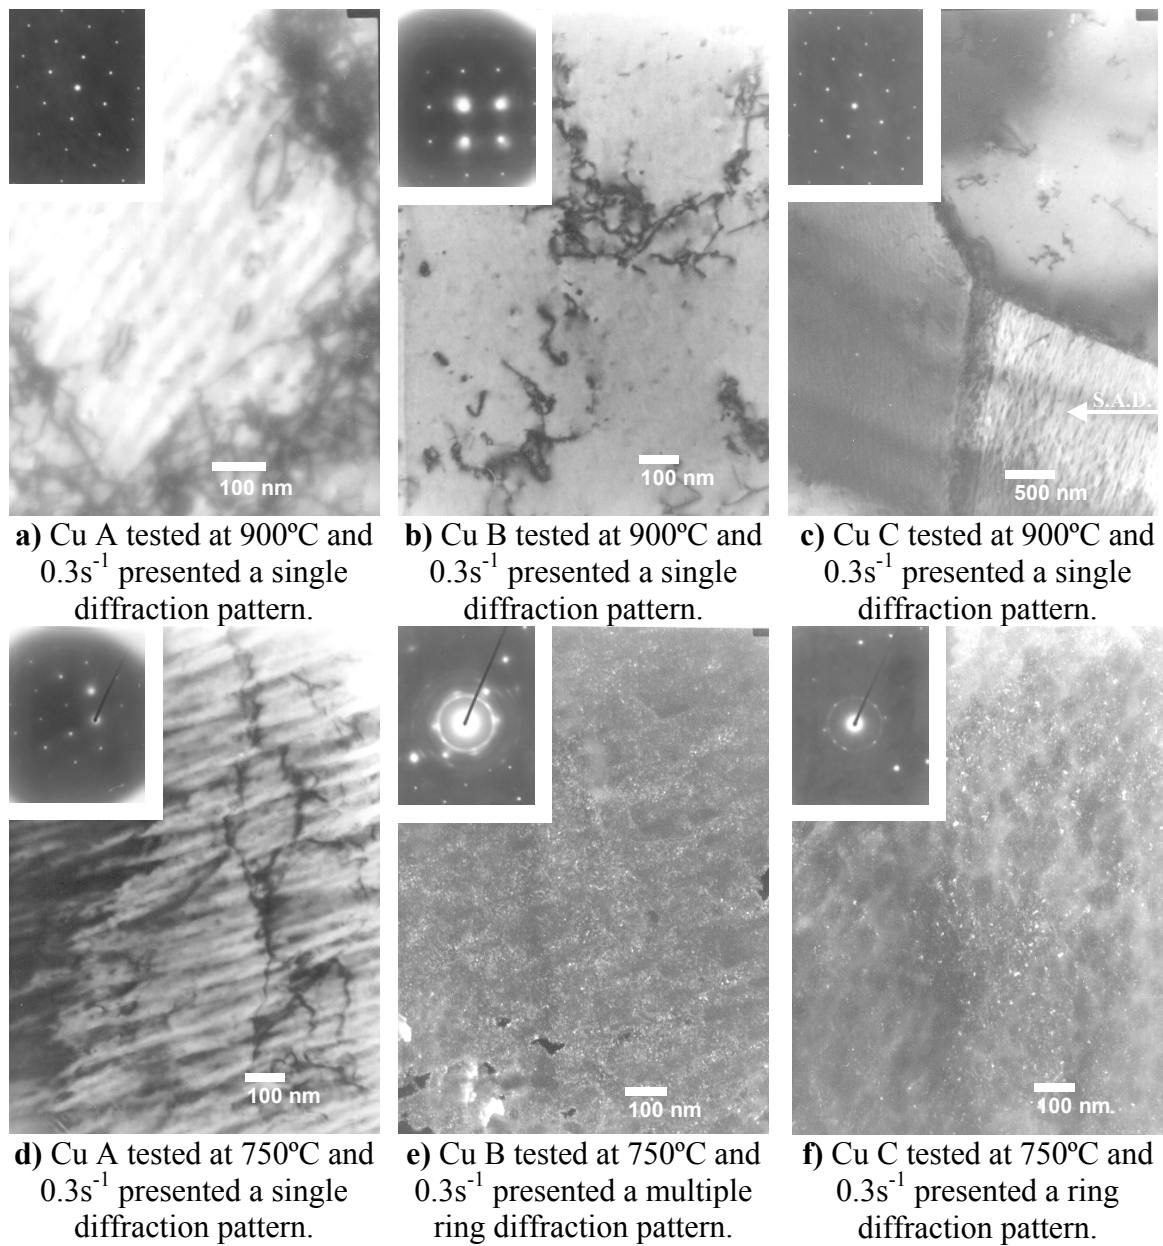 100 nm
100 nm
S.A.D.
500 nm
a) Cu A tested at 900ºC and
0.3s⁻¹ presented a single
diffraction pattern.
b) Cu B tested at 900ºC and
0.3s⁻¹ presented a single
diffraction pattern.
c) Cu C tested at 900ºC and
0.3s⁻¹ presented a single
diffraction pattern.
100 nm
100 nm
100 nm
d) Cu A tested at 750ºC and
0.3s⁻¹ presented a single
diffraction pattern.
e) Cu B tested at 750ºC and
0.3s⁻¹ presented a multiple
ring diffraction pattern.
f) Cu C tested at 750ºC and
0.3s⁻¹ presented a ring
diffraction pattern.